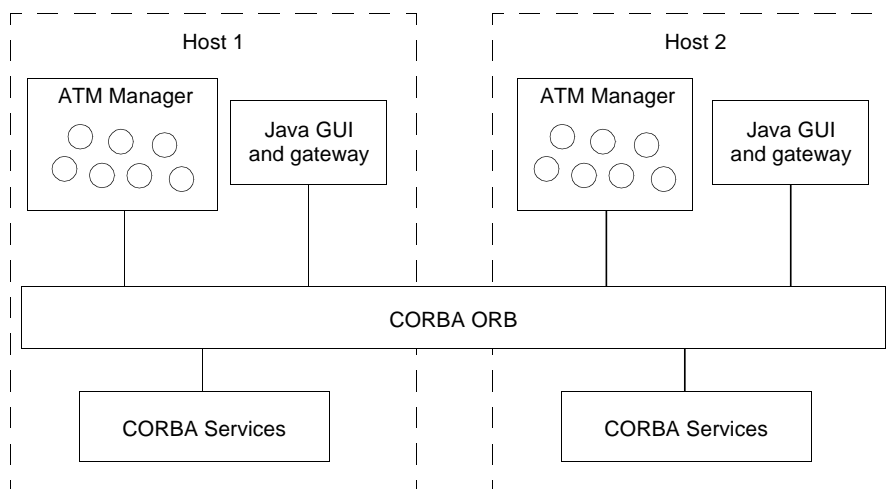 Host 1
Host 2
ATM Manager
Java GUI
and gateway
ATM Manager
Java GUI
and gateway
CORBA ORB
CORBA Services
CORBA Services